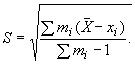 S = √( ∑ mᵢ(X̄ − xᵢ) / ∑ mᵢ − 1 ).